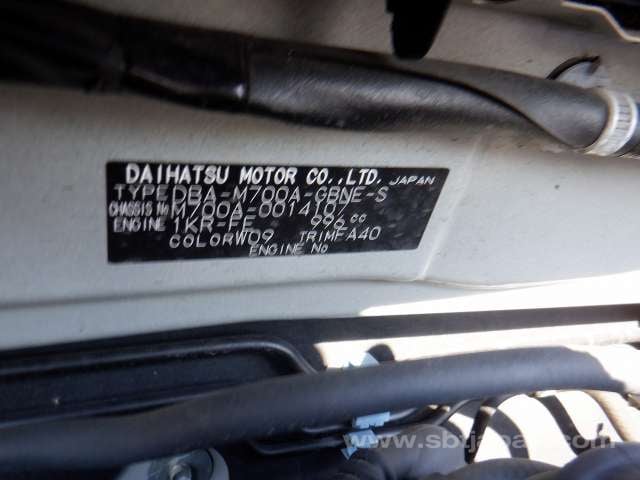 DAIHATSU MOTOR CO.,LTD. JAPAN
TYPE DBA-M700A-GBNE-S
CHASSIS No M700A-0014107
ENGINE 1KR-FE 996cc
COLOR W09 TRIM FA40
ENGINE No
www.sbtjapan.com